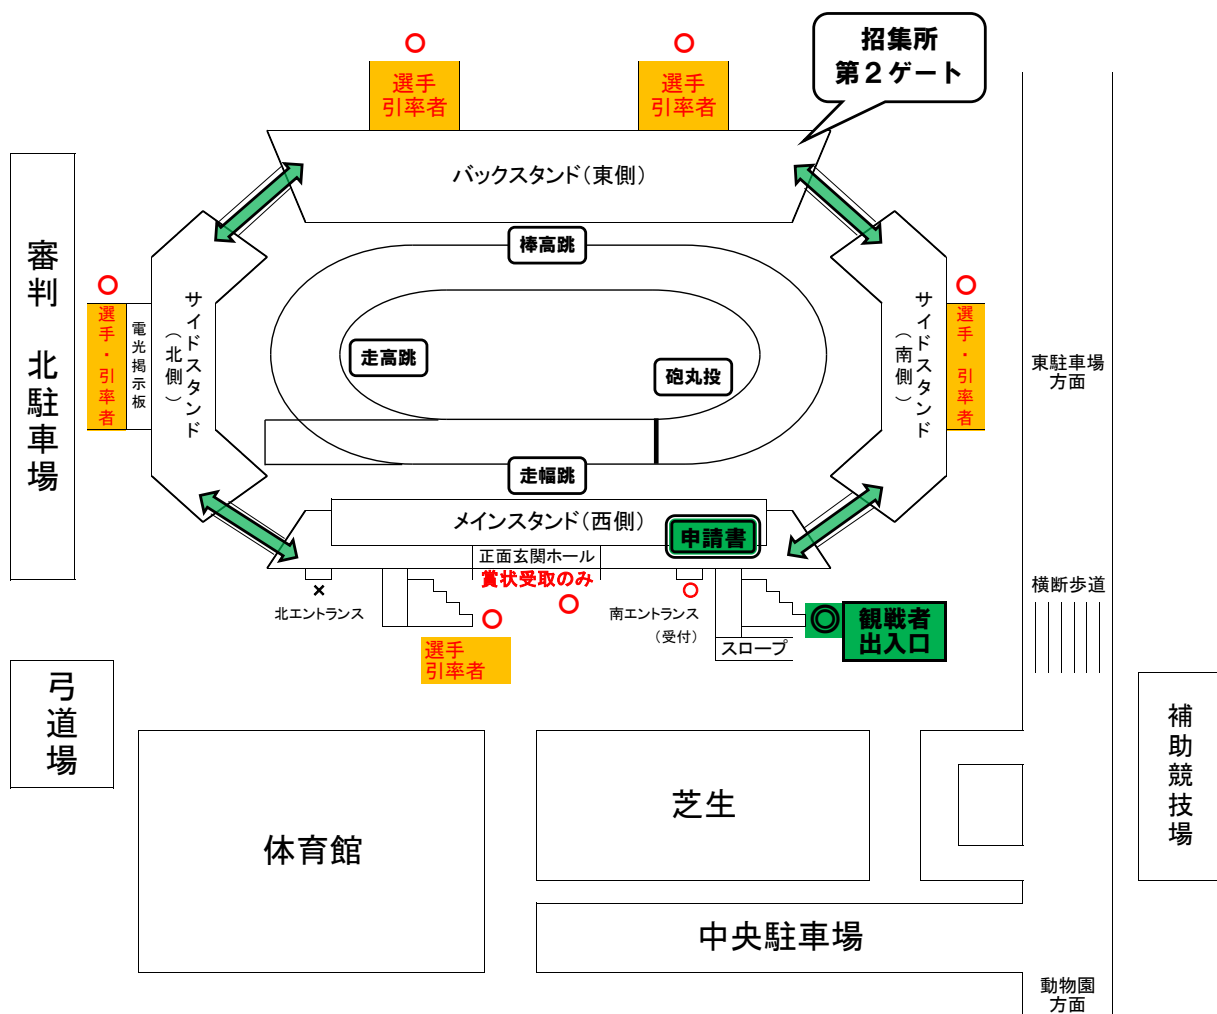 招集所
第２ゲート
選手
引率者
選手
引率者
バックスタンド（東側）
審判　北駐車場
選手・引率者
電光掲示板
サイドスタンド
（北側）
棒高跳
走高跳
砲丸投
走幅跳
サイドスタンド
（南側）
選手・引率者
東駐車場
方面
メインスタンド（西側）
申請書
正面玄関ホール
賞状受取のみ
×
北エントランス
選手
引率者
南エントランス
（受付）
スロープ
◎
観戦者
出入口
横断歩道
弓道場
体育館
芝生
補助競技場
中央駐車場
動物園
方面